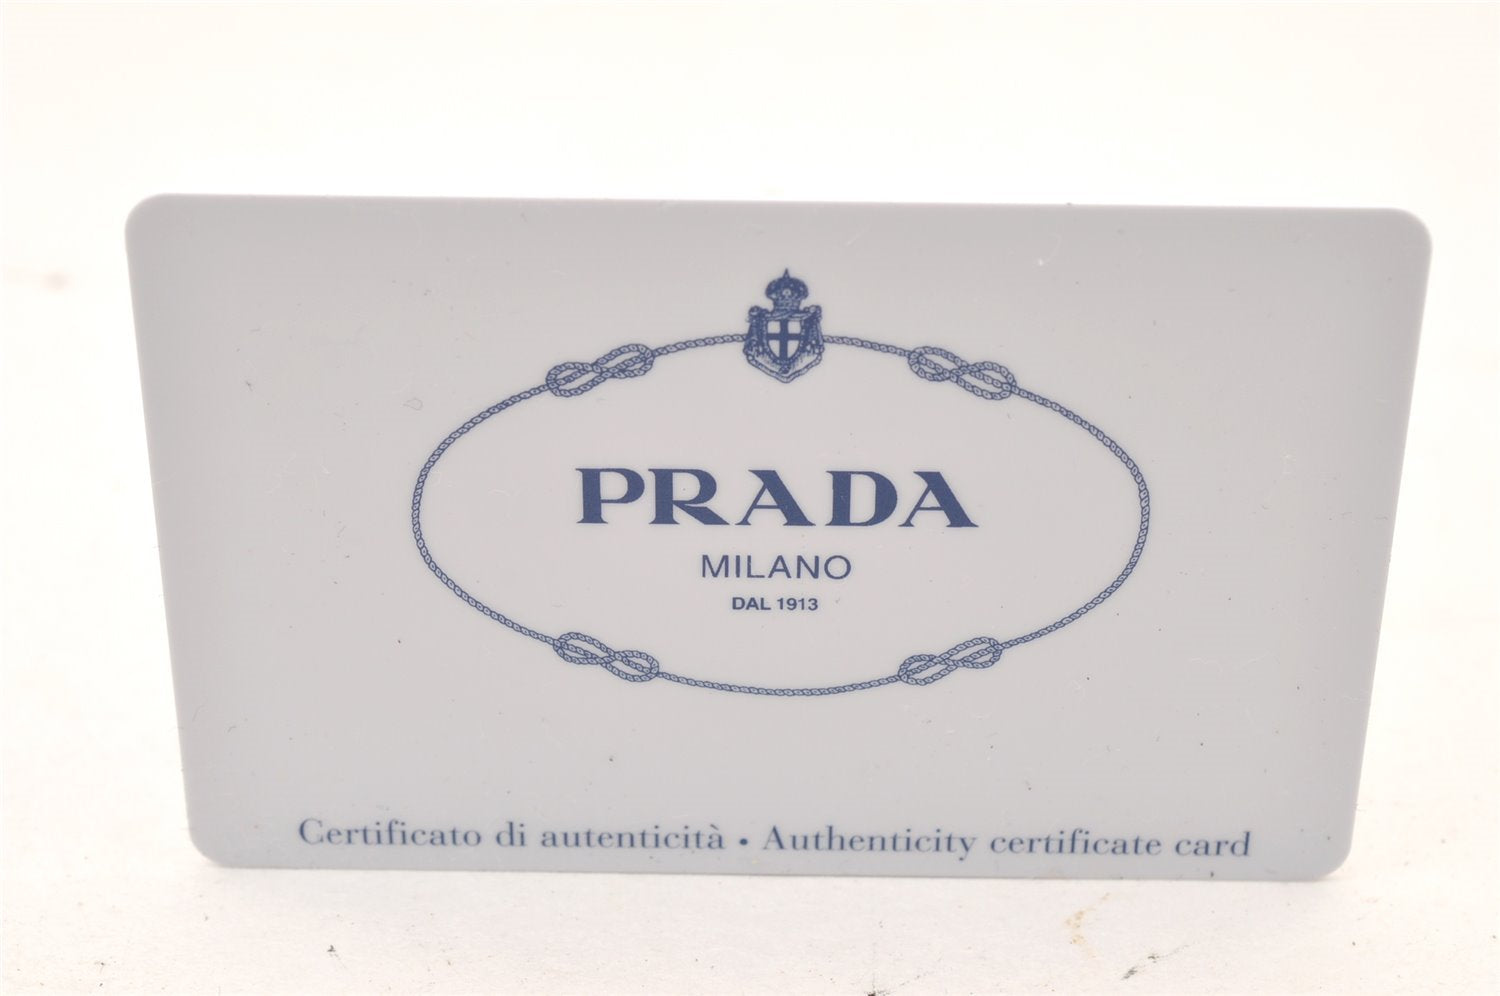 PRADA
MILANO
DAL 1913
Certificato di autenticità • Authenticity certificate card